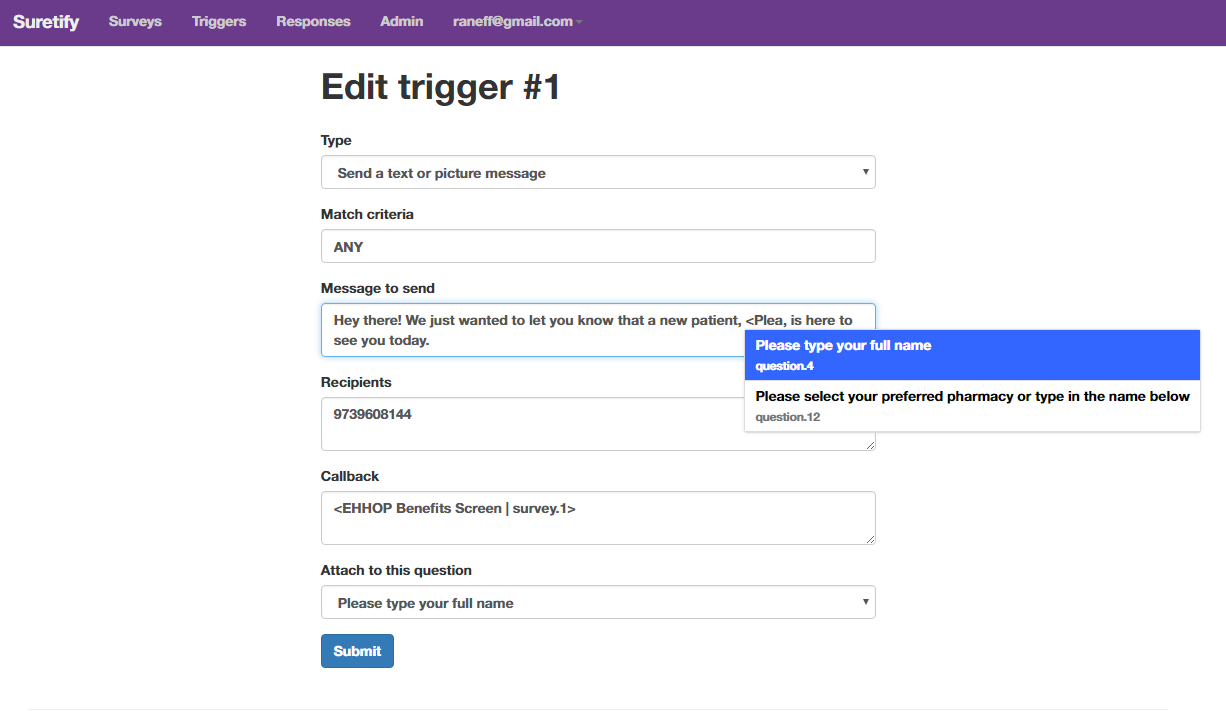 Suretify Surveys Triggers Responses Admin raneff@gmail.com
Edit trigger #1
Type
Send a text or picture message
Match criteria
ANY
Message to send
Hey there! We just wanted to let you know that a new patient, <Plea, is here to
see you today.
Please type your full name
question.4
Please select your preferred pharmacy or type in the name below
question.12
Recipients
9739608144
Callback
<EHHOP Benefits Screen | survey.1>
Attach to this question
Please type your full name
Submit